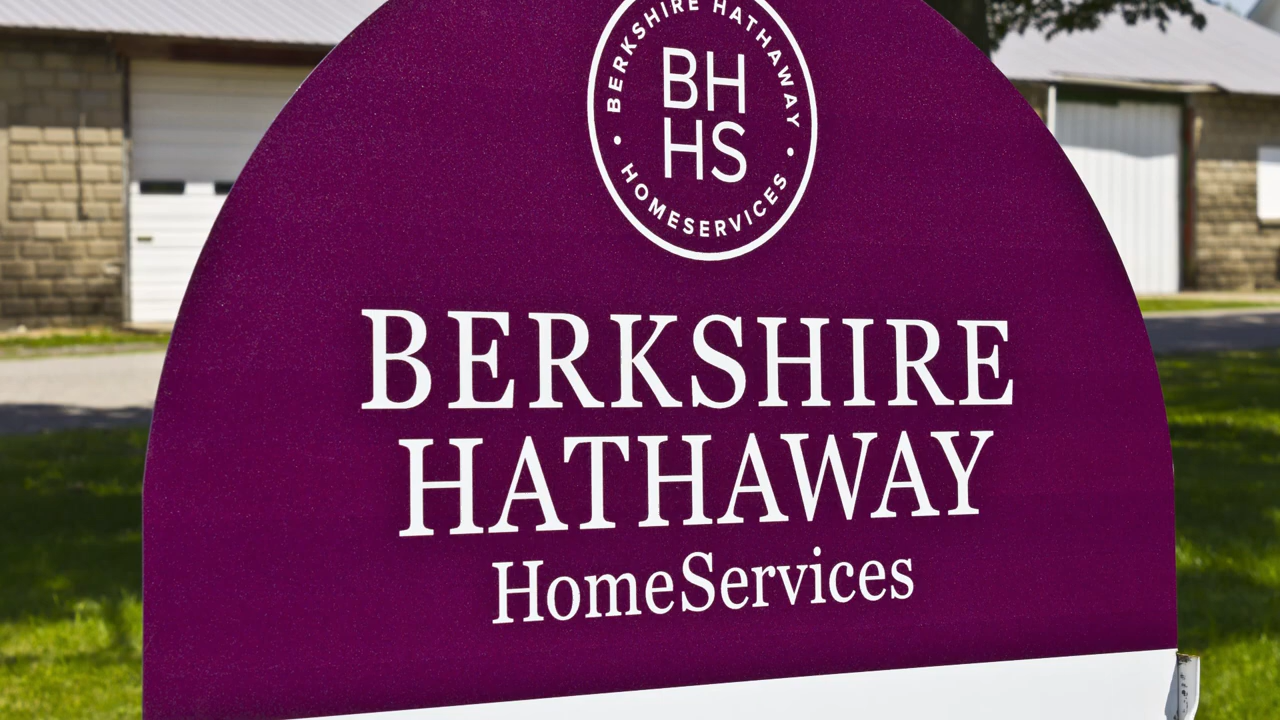 BERKSHIRE HATHAWAY
BH
HS
• HOMESERVICES •
BERKSHIRE
HATHAWAY
HomeServices